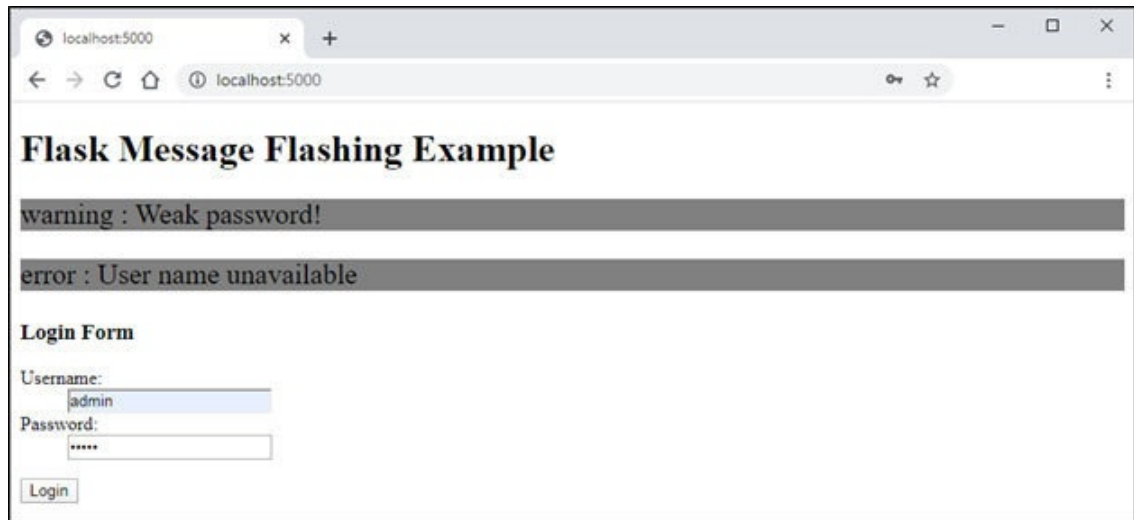 localhost:5000
localhost:5000
Flask Message Flashing Example
warning : Weak password!
error : User name unavailable
Login Form
Username:
admin
Password:
•••••
Login